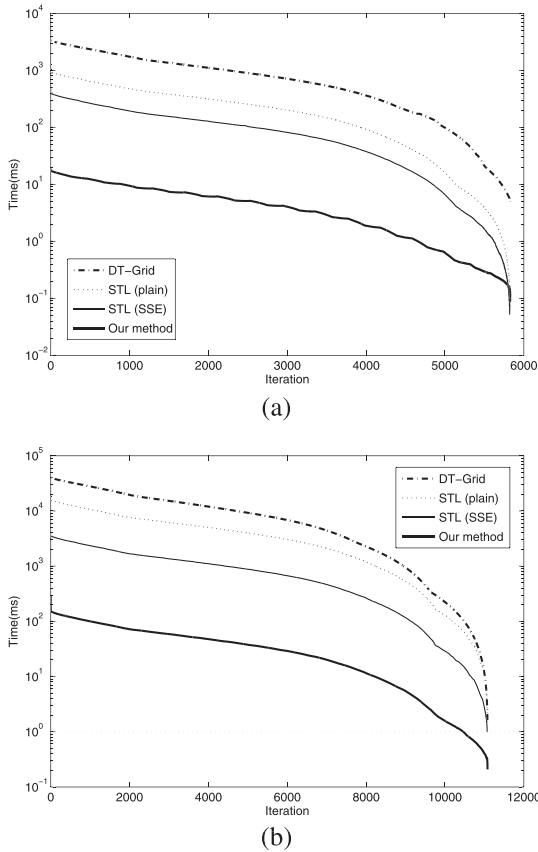 10^4
10^3
10^2
10^1
10^0
10^-1
10^-2
Time(ms)
DT-Grid
STL (plain)
STL (SSE)
Our method
0 1000 2000 3000 4000 5000 6000
Iteration
(a)
10^5
10^4
10^3
10^2
10^1
10^0
10^-1
Time(ms)
DT-Grid
STL (plain)
STL (SSE)
Our method
0 2000 4000 6000 8000 10000 12000
Iteration
(b)